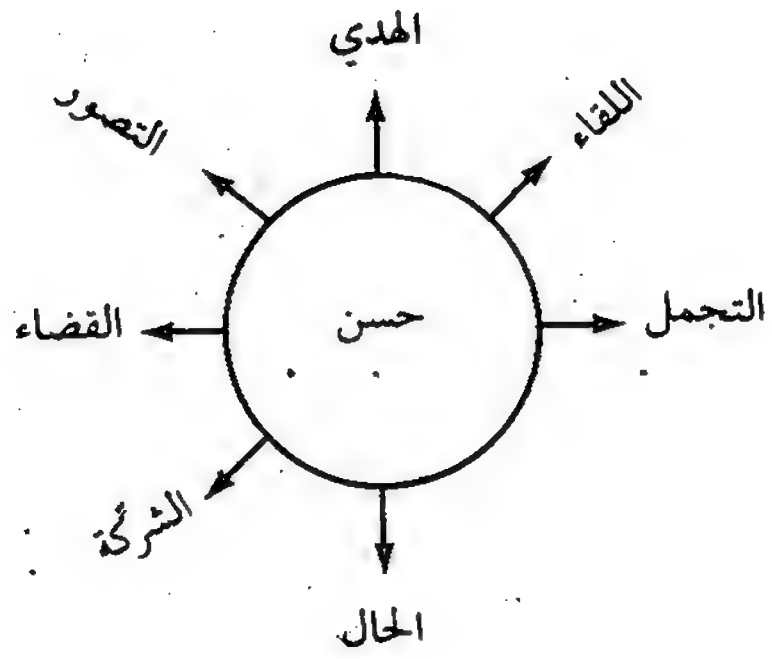 الهدي
اللقاء
التصور
التجمل
حسن
القضاء
الشركة
الحال